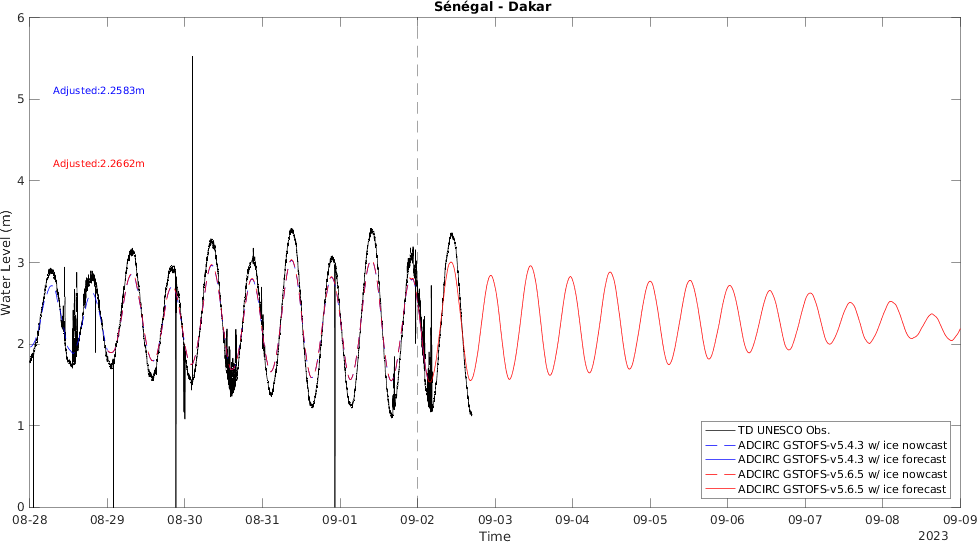 Sénégal - Dakar
6
5
4
3
2
1
0
Water Level (m)
Adjusted:2.2583m
Adjusted:2.2662m
TD UNESCO Obs.
ADCIRC GSTOFS-v5.4.3 w/ ice nowcast
ADCIRC GSTOFS-v5.4.3 w/ ice forecast
ADCIRC GSTOFS-v5.6.5 w/ ice nowcast
ADCIRC GSTOFS-v5.6.5 w/ ice forecast
08-28 08-29 08-30 08-31 09-01 09-02 09-03 09-04 09-05 09-06 09-07 09-08 09-09
Time
2023